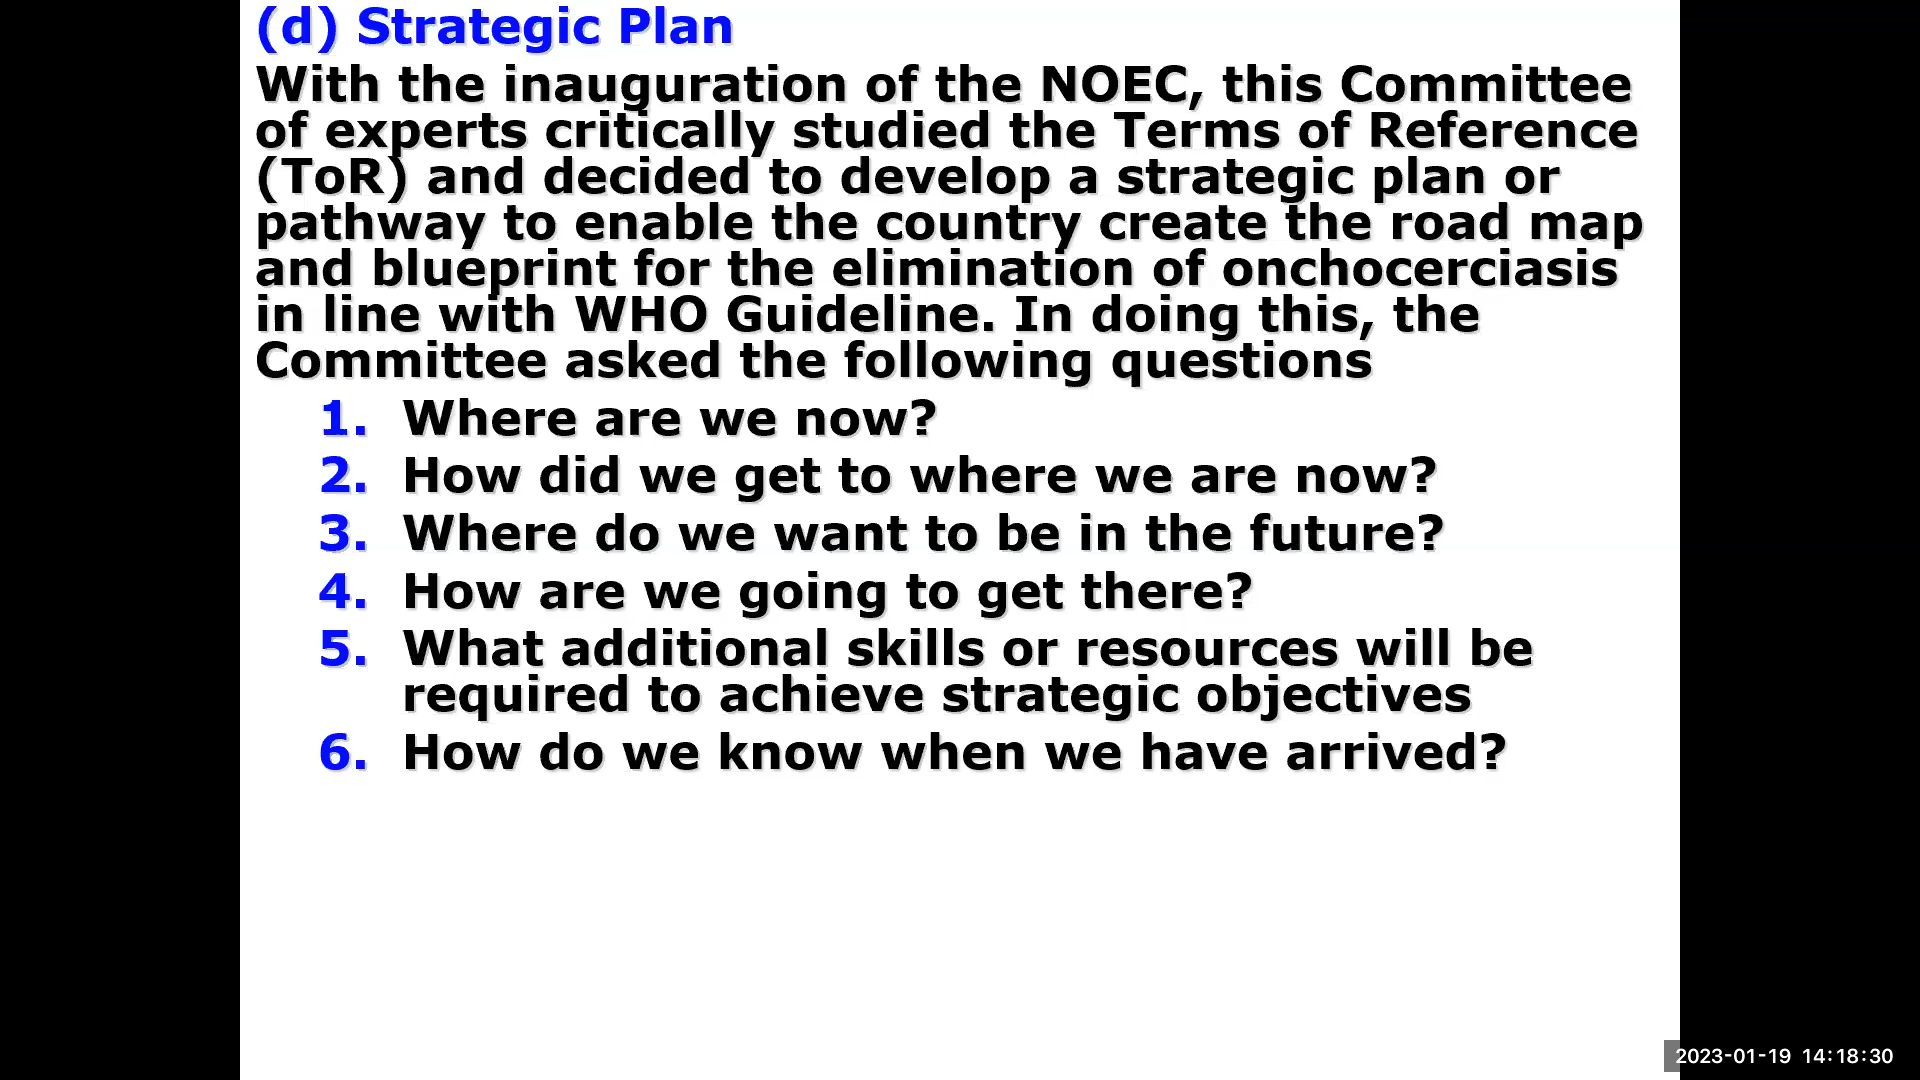 (d) Strategic Plan
With the inauguration of the NOEC, this Committee
of experts critically studied the Terms of Reference
(ToR) and decided to develop a strategic plan or
pathway to enable the country create the road map
and blueprint for the elimination of onchocerciasis
in line with WHO Guideline. In doing this, the
Committee asked the following questions
1. Where are we now?
2. How did we get to where we are now?
3. Where do we want to be in the future?
4. How are we going to get there?
5. What additional skills or resources will be
required to achieve strategic objectives
6. How do we know when we have arrived?
2023-01-19 14:18:30